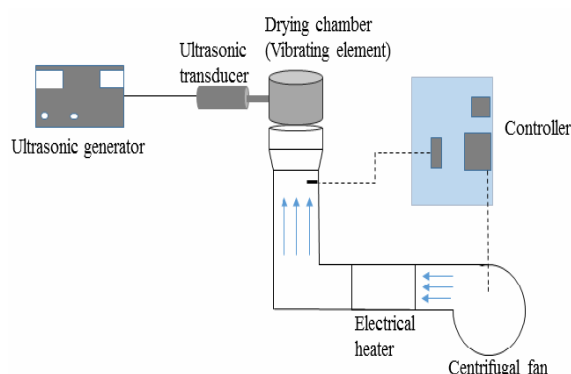 Drying chamber
(Vibrating element)
Ultrasonic
transducer
Ultrasonic generator
Controller
Electrical
heater
Centrifugal fan